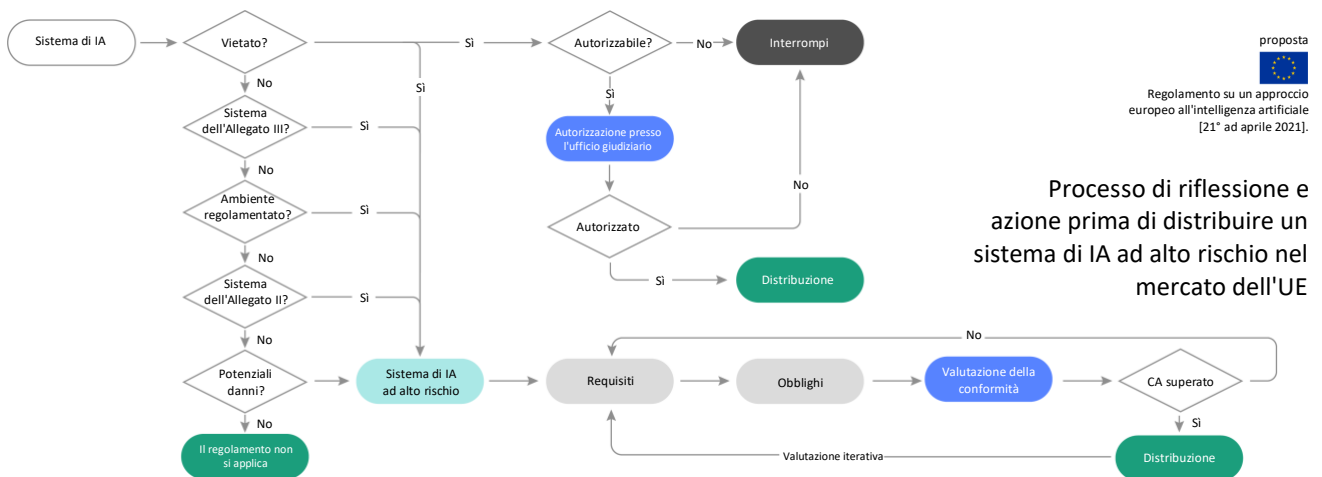 Sistema di IA
Vietato?
Sì
Autorizzabile?
No
Interrompi
proposta
Regolamento su un approccio
europeo all'intelligenza artificiale
[21° ad aprile 2021].
No
Sì
Sì
Sistema
dell'Allegato III?
Sì
Autorizzazione presso
l'ufficio giudiziario
No
No
Ambiente
regolamentato?
Sì
Autorizzato
Processo di riflessione e
azione prima di distribuire un
sistema di IA ad alto rischio nel
mercato dell'UE
No
Sì
Distribuzione
Sistema
dell'Allegato II?
Sì
No
No
Potenziali
danni?
Sistema di IA
ad alto rischio
Requisiti
Obblighi
Valutazione della
conformità
CA superato
No
Sì
Il regolamento non
si applica
Valutazione iterativa
Distribuzione